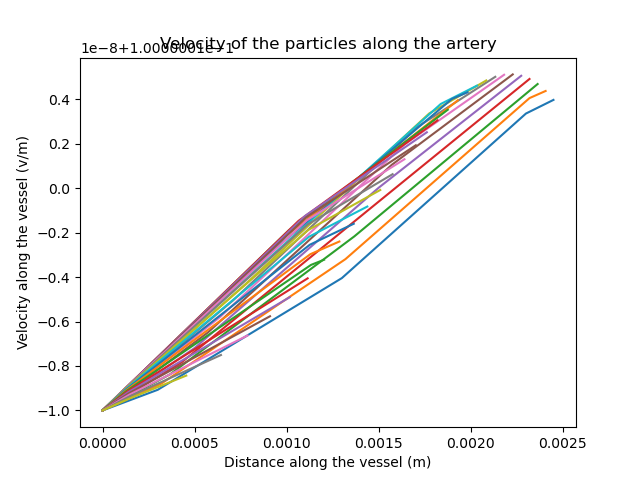 Velocity of the particles along the artery
1e-8+1.0000001e-1
0.4
0.2
0.0
−0.2
−0.4
−0.6
−0.8
−1.0
Velocity along the vessel (v/m)
0.0000 0.0005 0.0010 0.0015 0.0020 0.0025
Distance along the vessel (m)